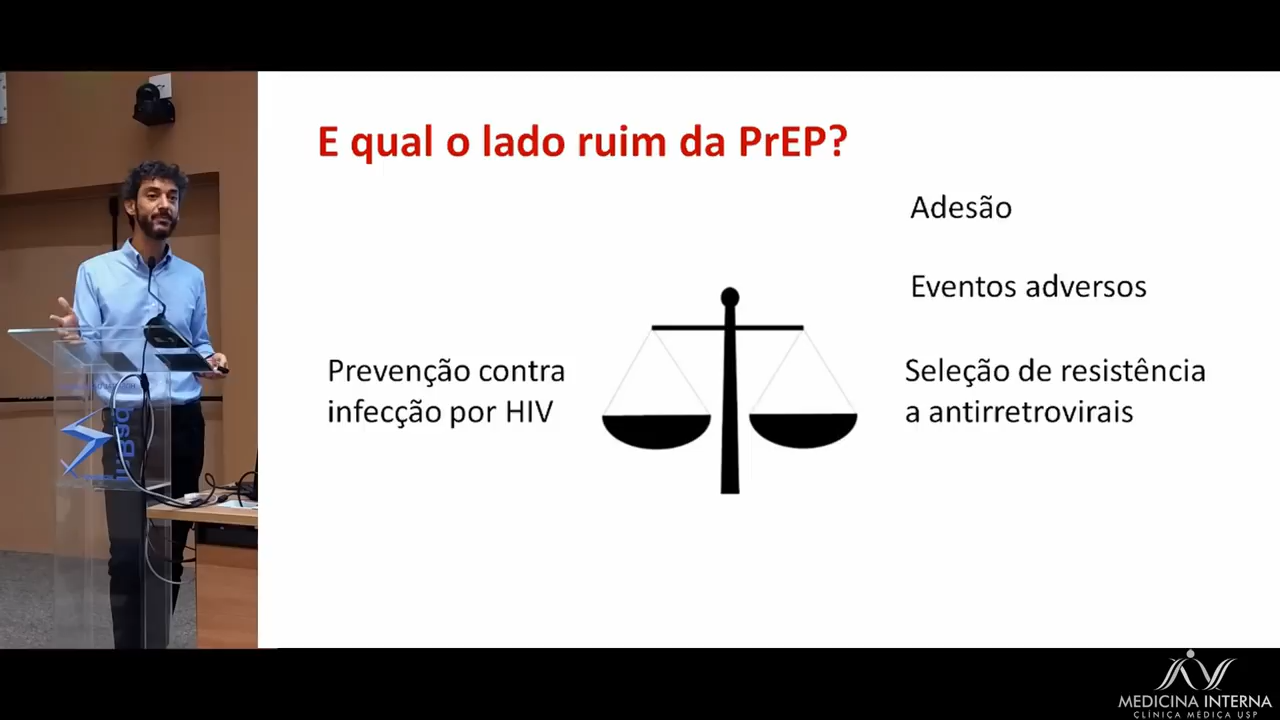 E qual o lado ruim da PrEP?
Adesão
Eventos adversos
Prevenção contra
infecção por HIV
Seleção de resistência
a antirretrovirais
MEDICINA INTERNA
CLÍNICA MÉDICA USP